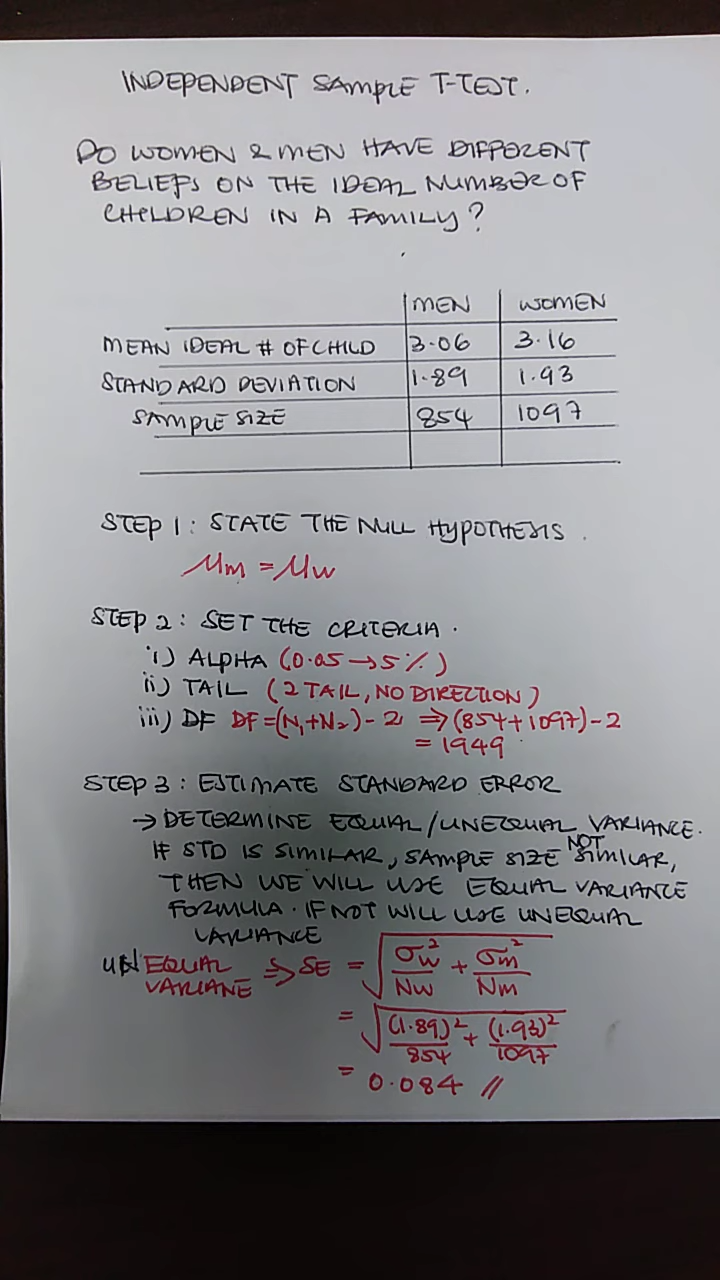 INDEPENDENT SAMPLE T-TEST.
DO WOMEN & MEN HAVE DIFFERENT
BELIEFS ON THE IDEAL NUMBER OF
CHILDREN IN A FAMILY?
MEN WOMEN
MEAN IDEAL # OF CHILD 3.06 3.16
STANDARD DEVIATION 1.89 1.93
SAMPLE SIZE 854 1097
STEP 1: STATE THE NULL HYPOTHESIS.
μm = μw
STEP 2: SET THE CRITERIA.
i) ALPHA (0.05 → 5%)
ii) TAIL (2 TAIL, NO DIRECTION)
iii) DF DF = (N₁+N₂) - 2 ⇒ (854+1097) - 2
= 1949
STEP 3: ESTIMATE STANDARD ERROR
→ DETERMINE EQUAL/UNEQUAL VARIANCE.
IF STD IS SIMILAR, SAMPLE SIZE NOT SIMILAR,
THEN WE WILL USE EQUAL VARIANCE
FORMULA. IF NOT WILL USE UNEQUAL
VARIANCE
UNEQUAL VARIANE ⇒ SE = √(σw²/Nw + σm²/Nm)
= √((1.89)²/854 + (1.93)²/1097)
= 0.084 //